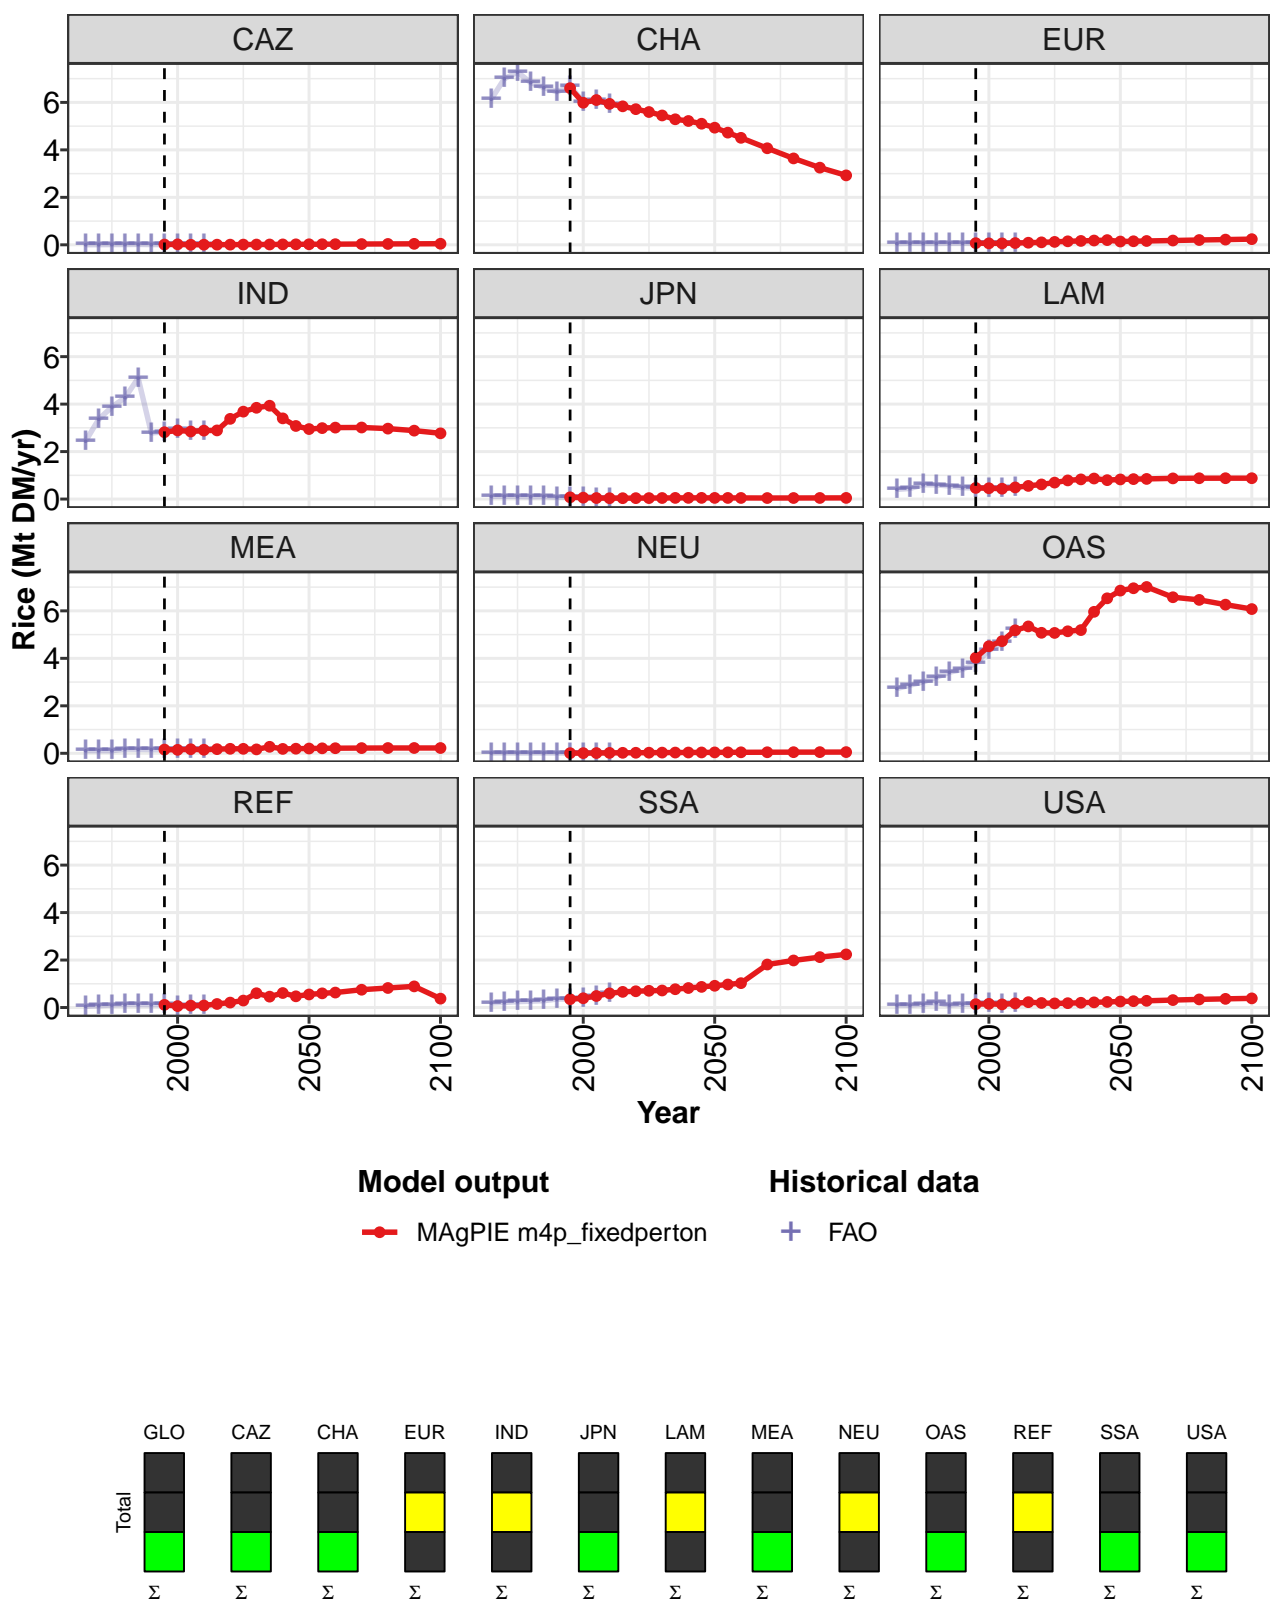 CAZ CHA EUR
6
4
2
0
IND JPN LAM
6
4
2
0
MEA NEU OAS
6
4
2
0
REF SSA USA
6
4
2
0
Rice (Mt DM/yr)
2000 2050 2100 2000 2050 2100 2000 2050 2100
Year
Model output Historical data
MAgPIE m4p_fixedperton FAO
GLO CAZ CHA EUR IND JPN LAM MEA NEU OAS REF SSA USA
Total
Σ Σ Σ Σ Σ Σ Σ Σ Σ Σ Σ Σ Σ